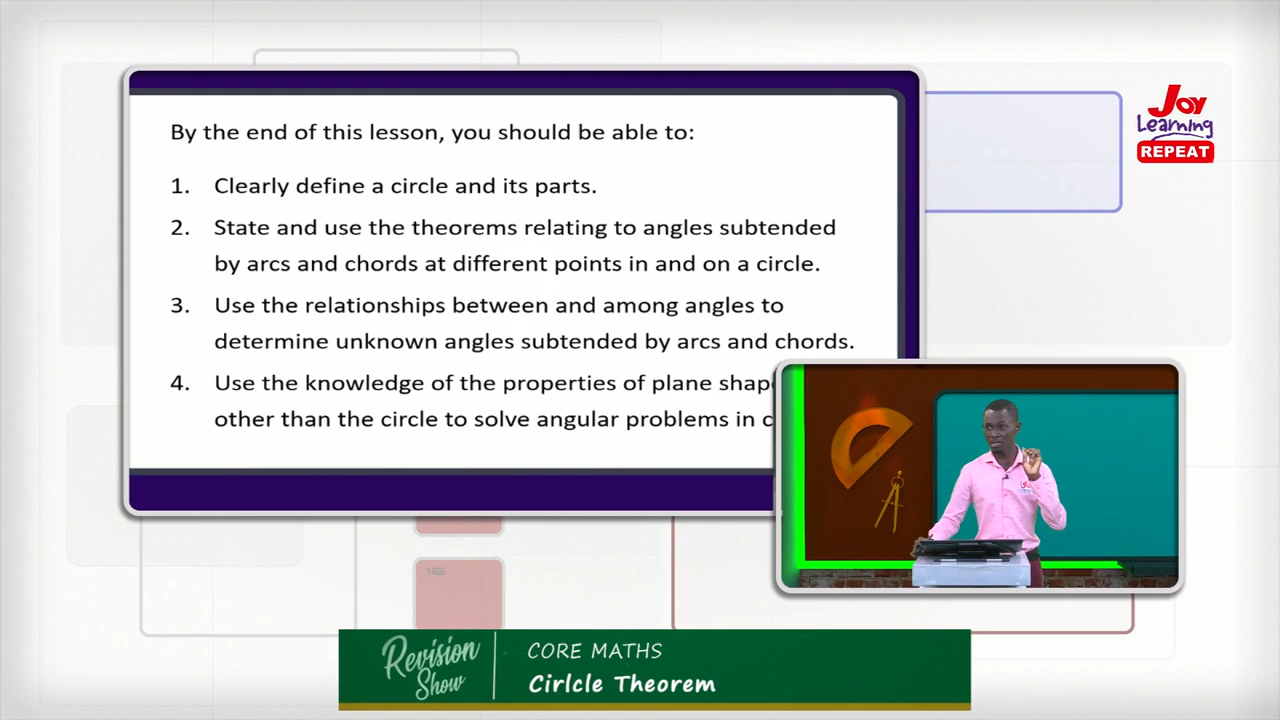 By the end of this lesson, you should be able to:
1. Clearly define a circle and its parts.
2. State and use the theorems relating to angles subtended
by arcs and chords at different points in and on a circle.
3. Use the relationships between and among angles to
determine unknown angles subtended by arcs and chords.
4. Use the knowledge of the properties of plane
other than the circle to solve angular problems in
Joy
Learning
REPEAT
16
Revision
Show
CORE MATHS
Cirlcle Theorem